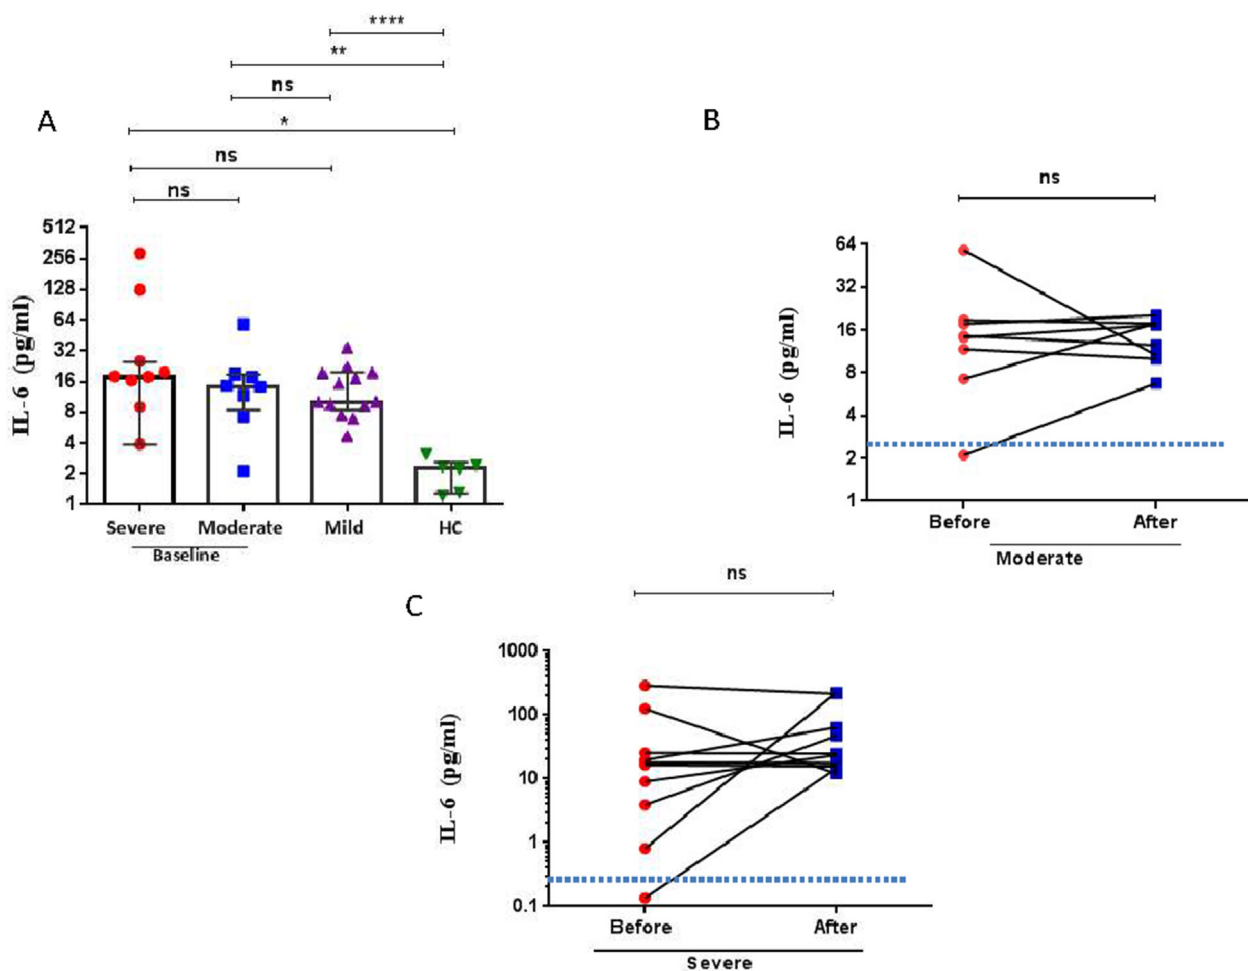 ****
**
ns
A
*
B
ns
ns
ns
512
256
128
64
32
16
8
4
2
1
IL-6 (pg/ml)
Severe Moderate Mild HC
Baseline
64
32
16
8
4
2
1
IL-6 (pg/ml)
Before After
Moderate
C
ns
1000
100
10
1
0.1
IL-6 (pg/ml)
Before After
Severe